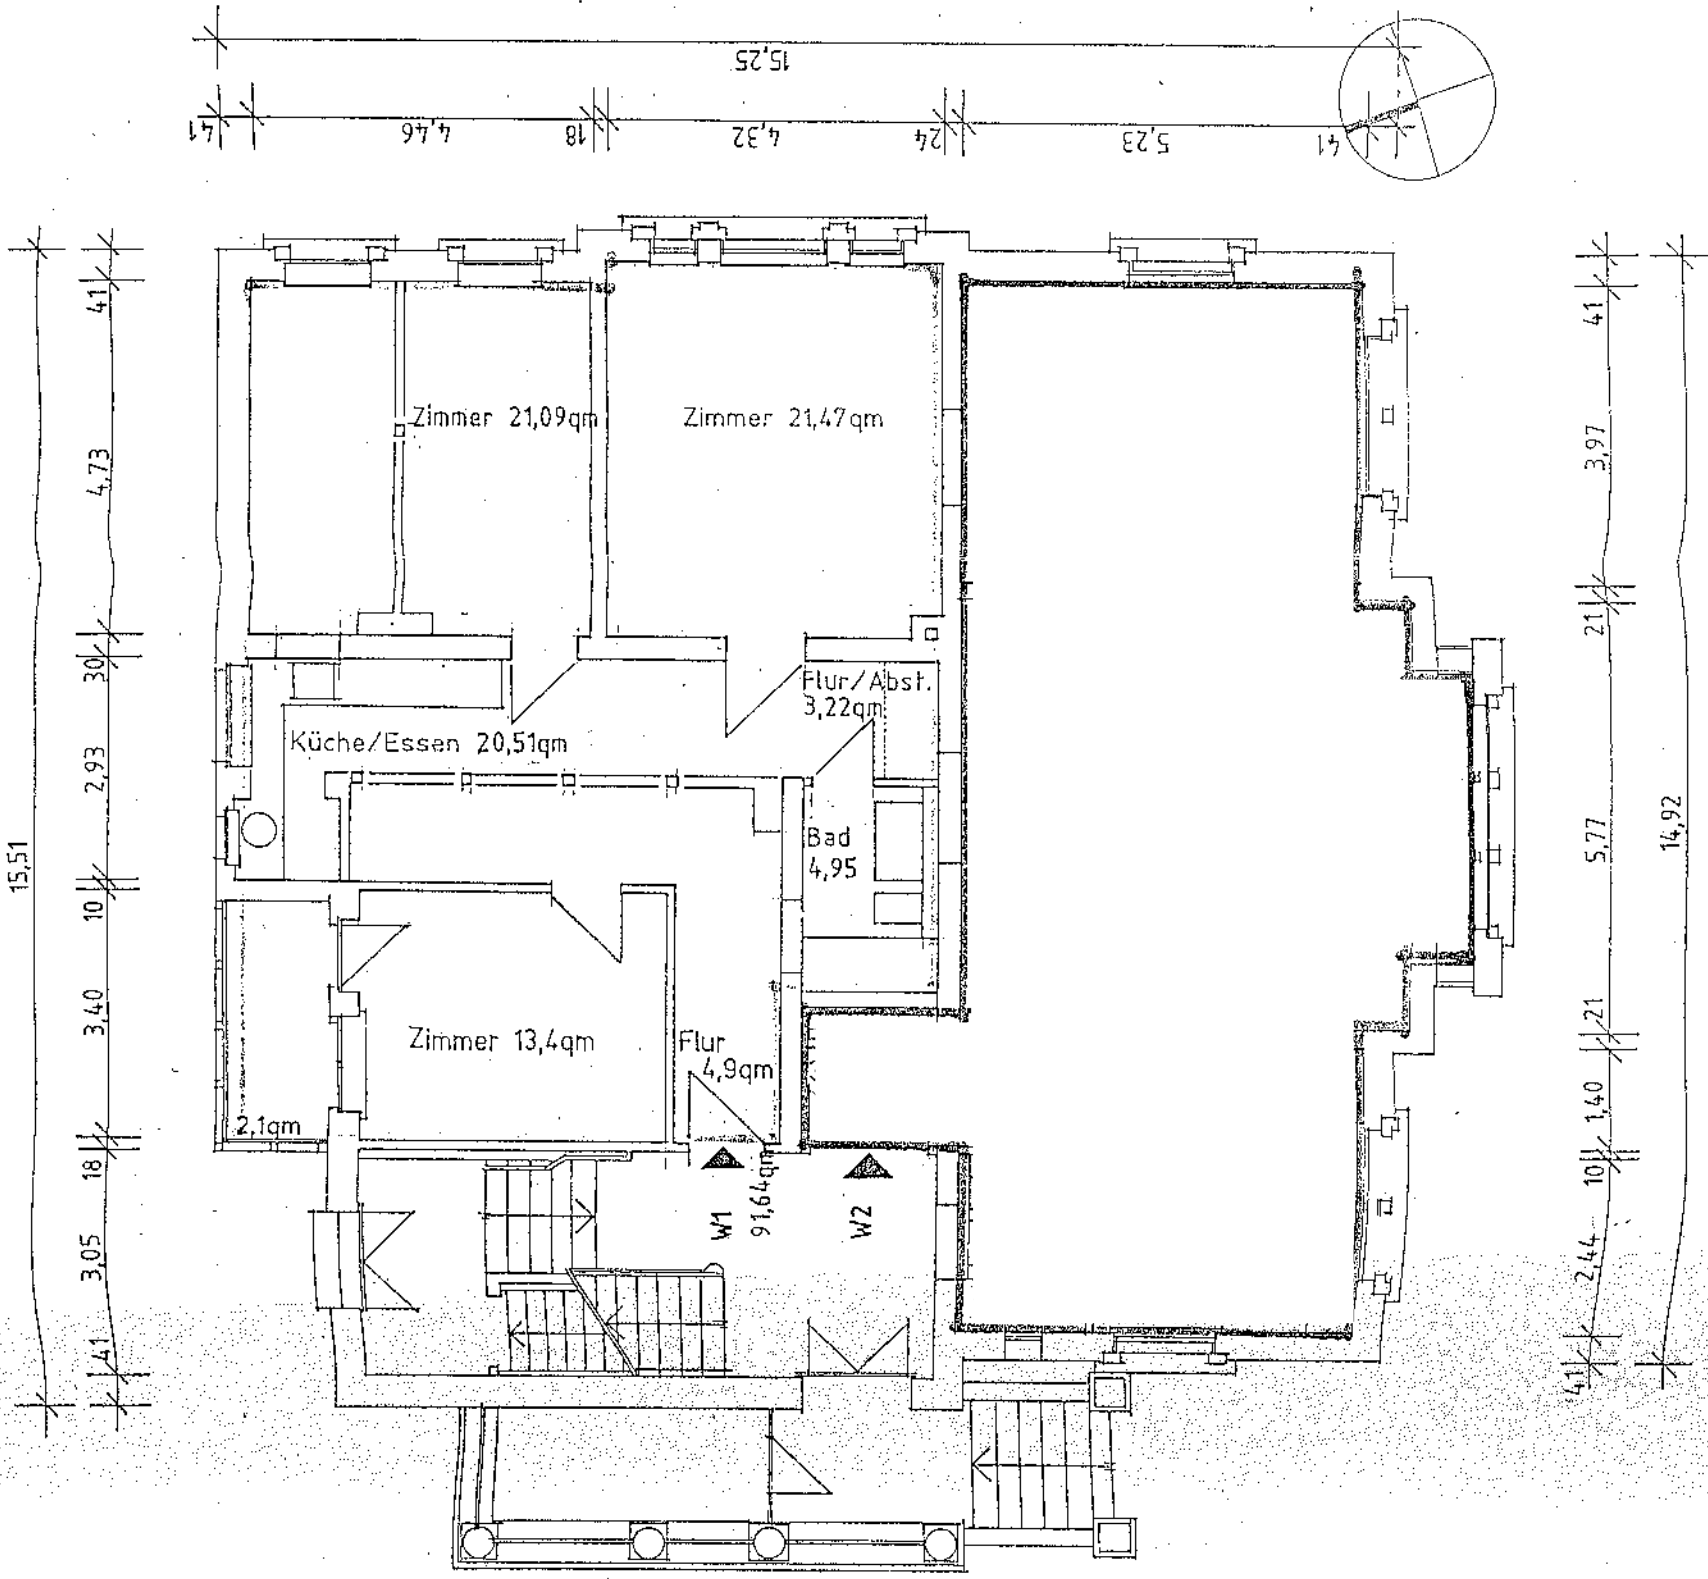 15,25
41
4,46
18
4,32
24
5,23
41
15,51
41
4,73
30
2,93
10
3,40
18
3,05
41
Zimmer 21,09qm
Zimmer 21,47qm
Flur/Abst.
3,22qm
Küche/Essen 20,51qm
Bad
4,95
Zimmer 13,4qm
Flur
4,9qm
2,1qm
W1
91,64qm
W2
41
3,97
21
5,77
21
1,40
10
2,44
41
14,92